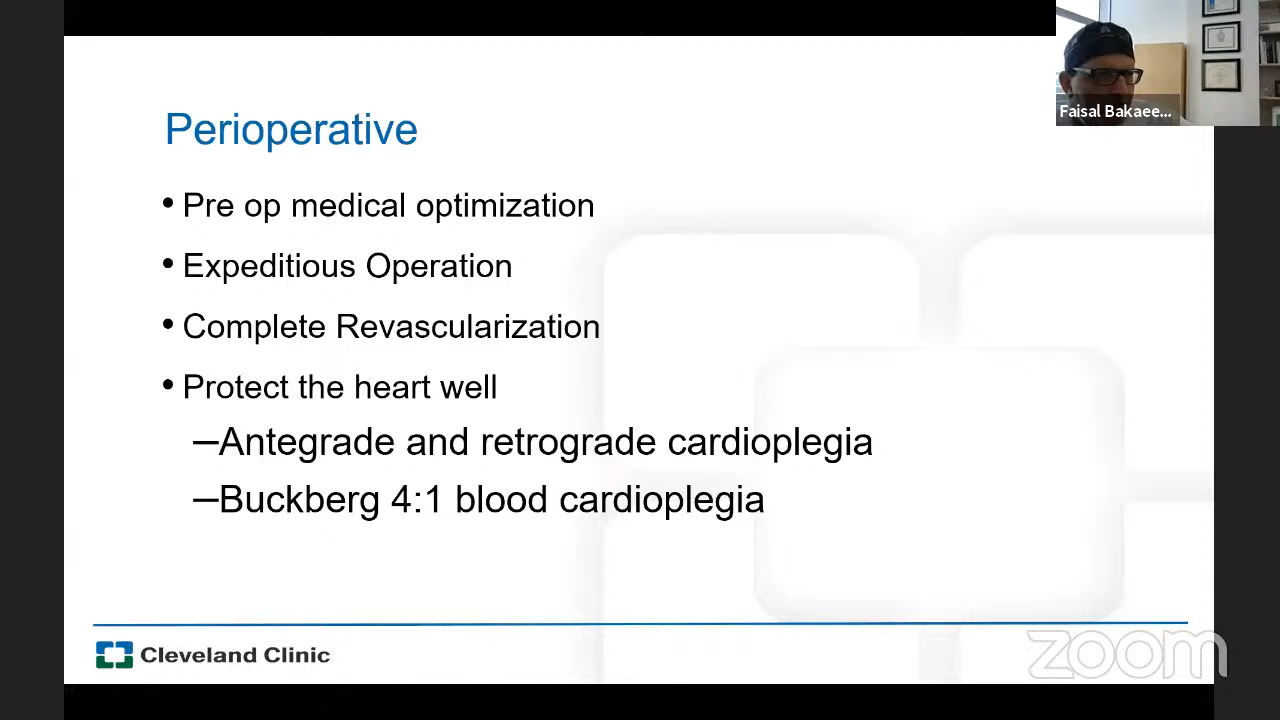 Faisal Bakaee...
Perioperative
• Pre op medical optimization
• Expeditious Operation
• Complete Revascularization
• Protect the heart well
–Antegrade and retrograde cardioplegia
–Buckberg 4:1 blood cardioplegia
Cleveland Clinic
zoom